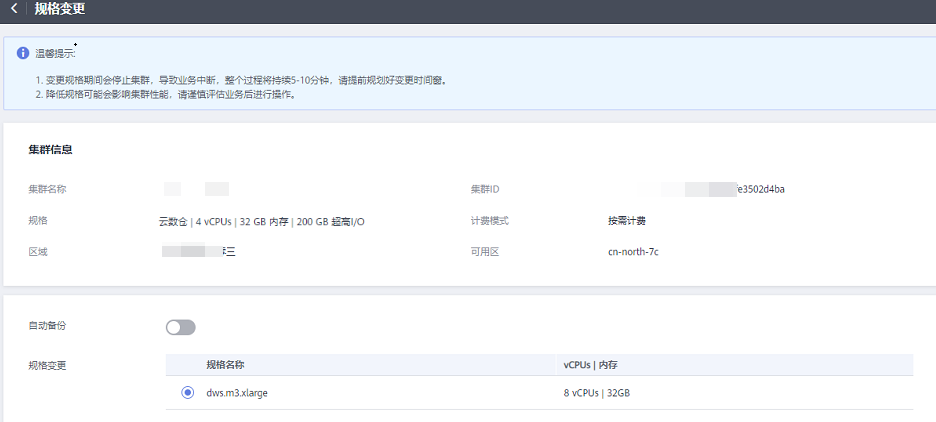 规格变更
温馨提示:
1. 变更规格期间会停止集群，导致业务中断，整个过程将持续5-10分钟，请提前规划好变更时间窗。
2. 降低规格可能会影响集群性能，请谨慎评估业务后进行操作。
集群信息
集群名称
集群ID e3502d4ba
规格 云数仓 | 4 vCPUs | 32 GB 内存 | 200 GB 超高I/O 计费模式 按需计费
区域 三 可用区 cn-north-7c
自动备份
规格变更 规格名称 vCPUs | 内存
dws.m3.xlarge 8 vCPUs | 32GB